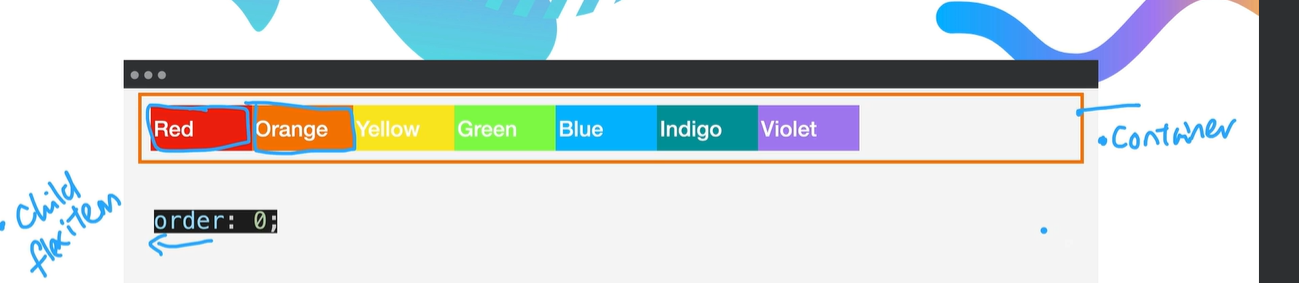 Red Orange Yellow Green Blue Indigo Violet
• Container
• Child
flexitem
order: 0;